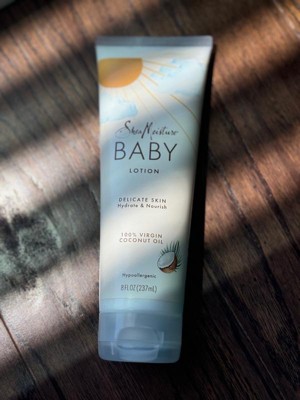 SheaMoisture
BABY
LOTION
DELICATE SKIN
Hydrate & Nourish
100% VIRGIN
COCONUT OIL
Hypoallergenic
8 FL OZ (237mL)